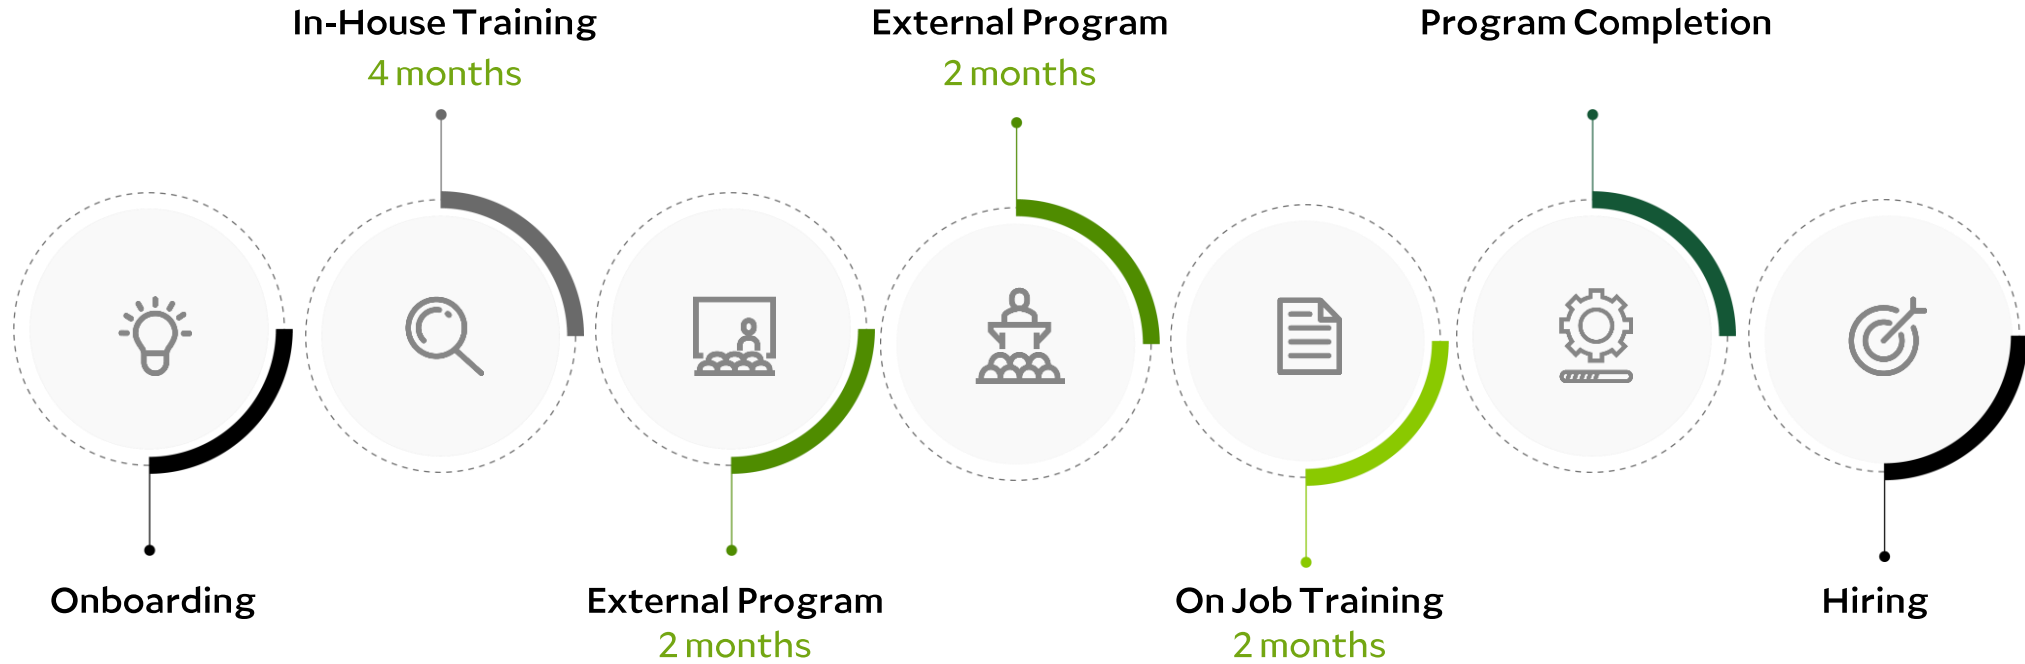 In-House Training
4 months
External Program
2 months
Program Completion
Onboarding
External Program
2 months
On Job Training
2 months
Hiring